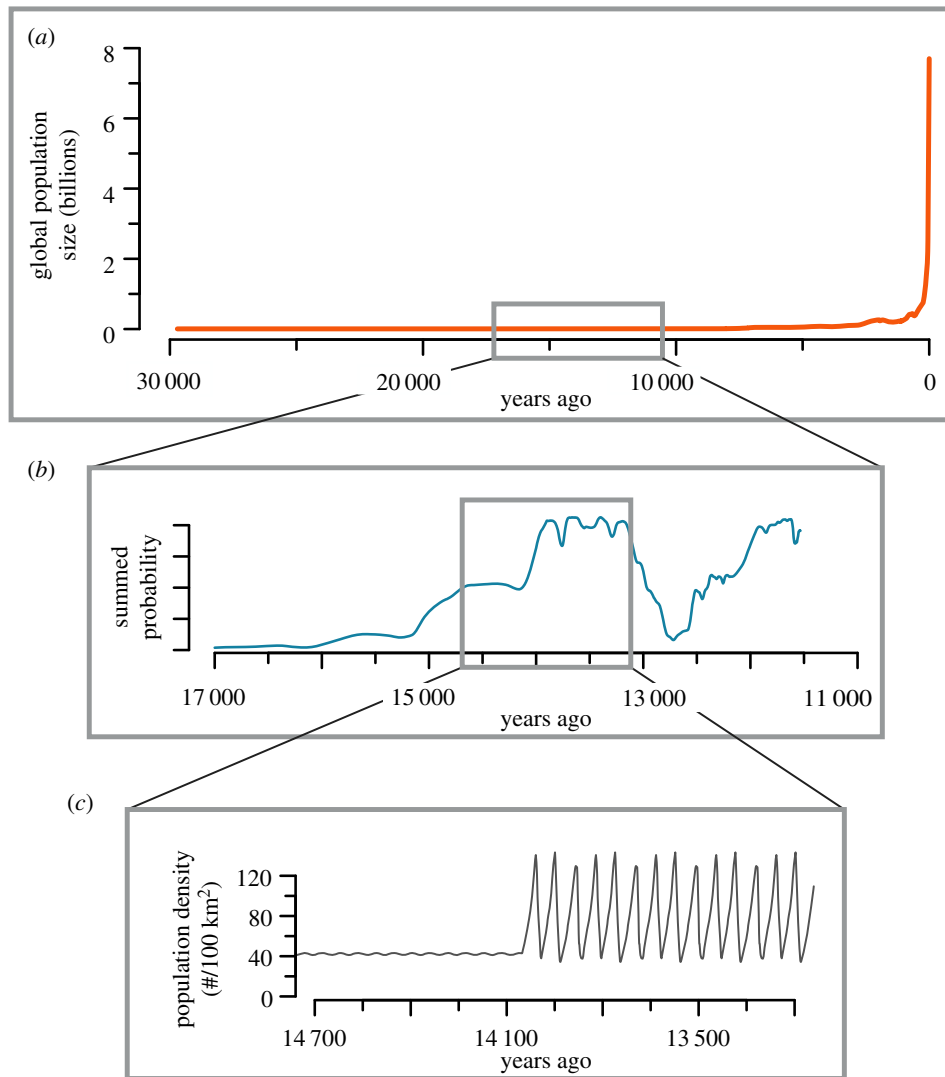 (a)
8
6
4
2
0
global population
size (billions)
30 000
20 000
10 000
0
years ago
(b)
summed
probability
17 000
15 000
13 000
11 000
years ago
(c)
120
80
40
0
population density
(#/100 km²)
14 700
14 100
13 500
years ago